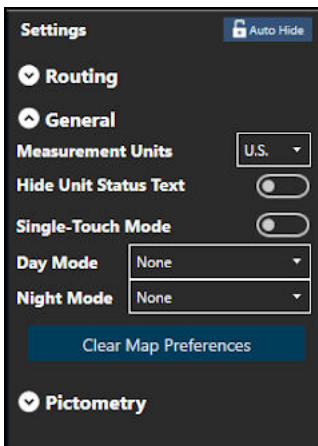 Settings Auto Hide
Routing
General
Measurement Units U.S.
Hide Unit Status Text
Single-Touch Mode
Day Mode None
Night Mode None
Clear Map Preferences
Pictometry